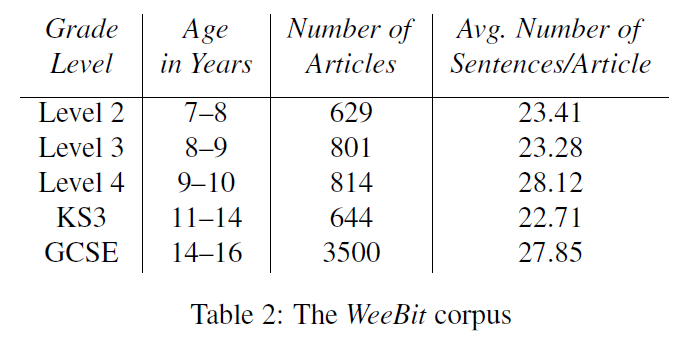 Grade Age Number of Avg. Number of
Level in Years Articles Sentences/Article
Level 2 7–8 629 23.41
Level 3 8–9 801 23.28
Level 4 9–10 814 28.12
KS3 11–14 644 22.71
GCSE 14–16 3500 27.85
Table 2: The WeeBit corpus